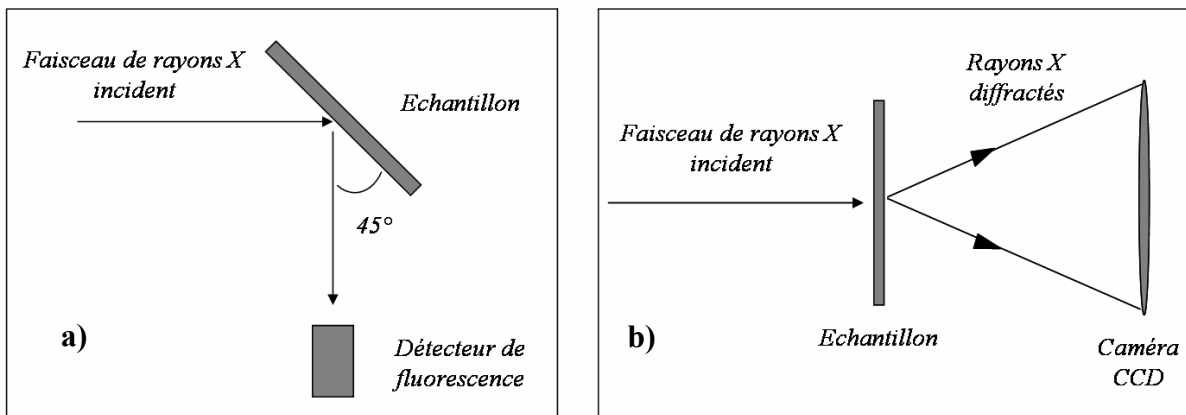 Faisceau de rayons X
incident
Echantillon
45°
a)
Détecteur de
fluorescence
Rayons X
diffractés
Faisceau de rayons X
incident
b)
Echantillon
Caméra
CCD